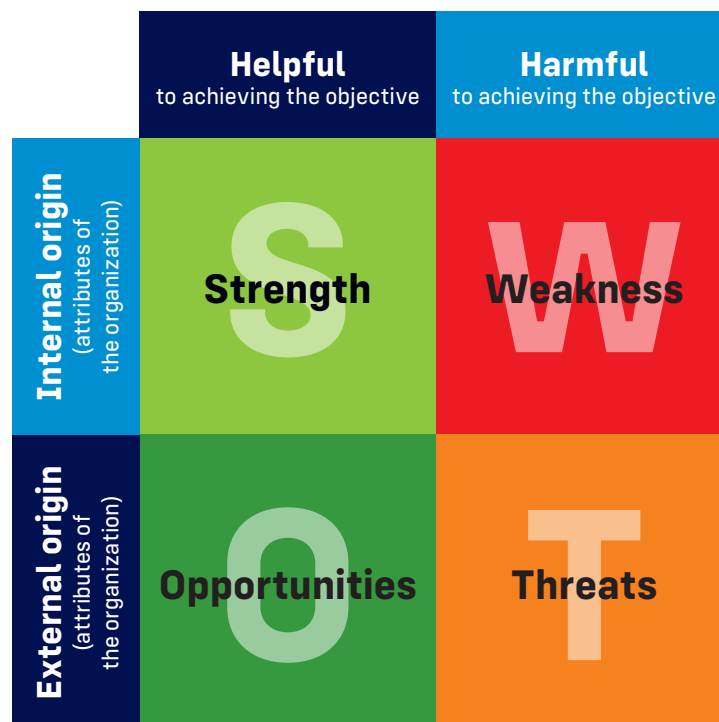 Helpful
to achieving the objective
Harmful
to achieving the objective
Internal origin
(attributes of
the organization)
S
Strength
W
Weakness
External origin
(attributes of
the organization)
O
Opportunities
T
Threats